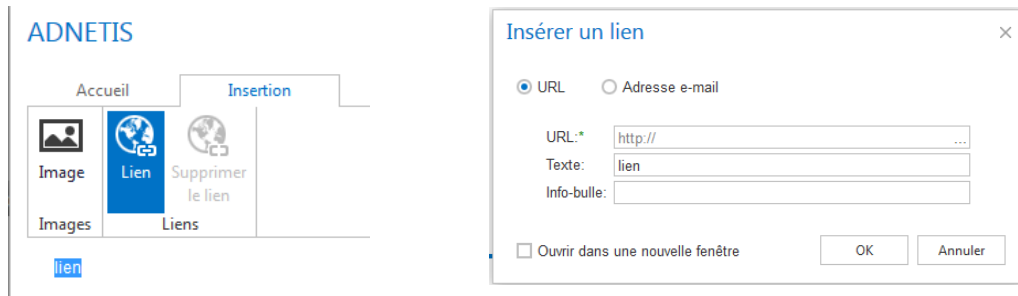 ADNETIS
Accueil Insertion
Image Lien Supprimer
le lien
Images Liens
lien
Insérer un lien
URL Adresse e-mail
URL:* http:// ...
Texte: lien
Info-bulle:
Ouvrir dans une nouvelle fenêtre OK Annuler